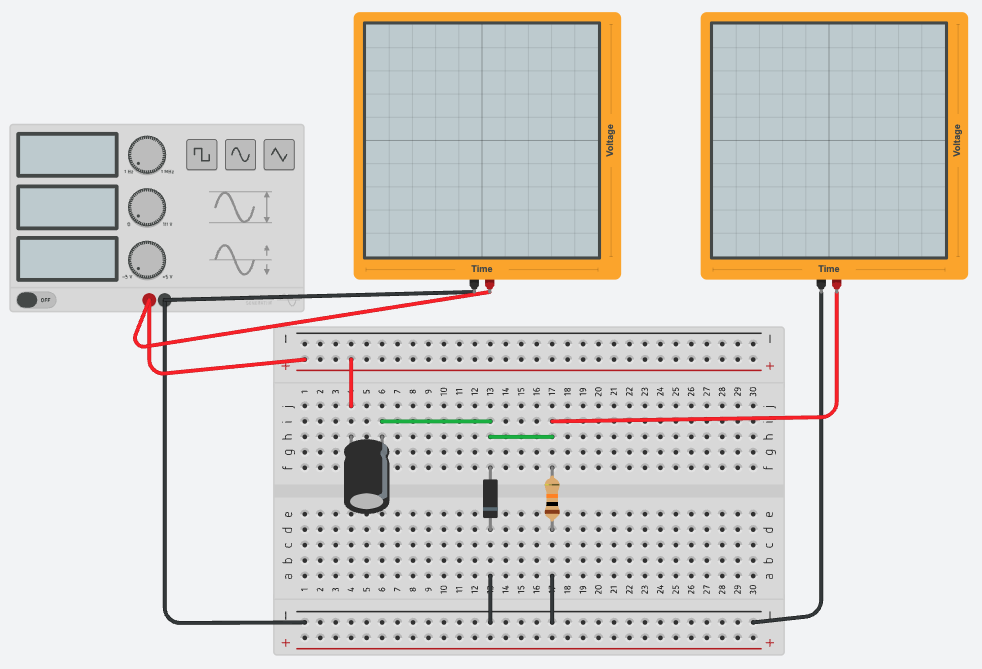 Voltage
Voltage
1 Hz 1 MHz
0 10 V
-5 V +5 V
Time
Time
OFF
− −
+ +
1 2 3 4 5 6 7 8 9 10 11 12 13 14 15 16 17 18 19 20 21 22 23 24 25 26 27 28 29 30
j j
i i
h h
g g
f f
e e
d d
c c
b b
a a
1 2 3 4 5 6 7 8 9 10 11 12 13 14 15 16 17 18 19 20 21 22 23 24 25 26 27 28 29 30
− −
+ +